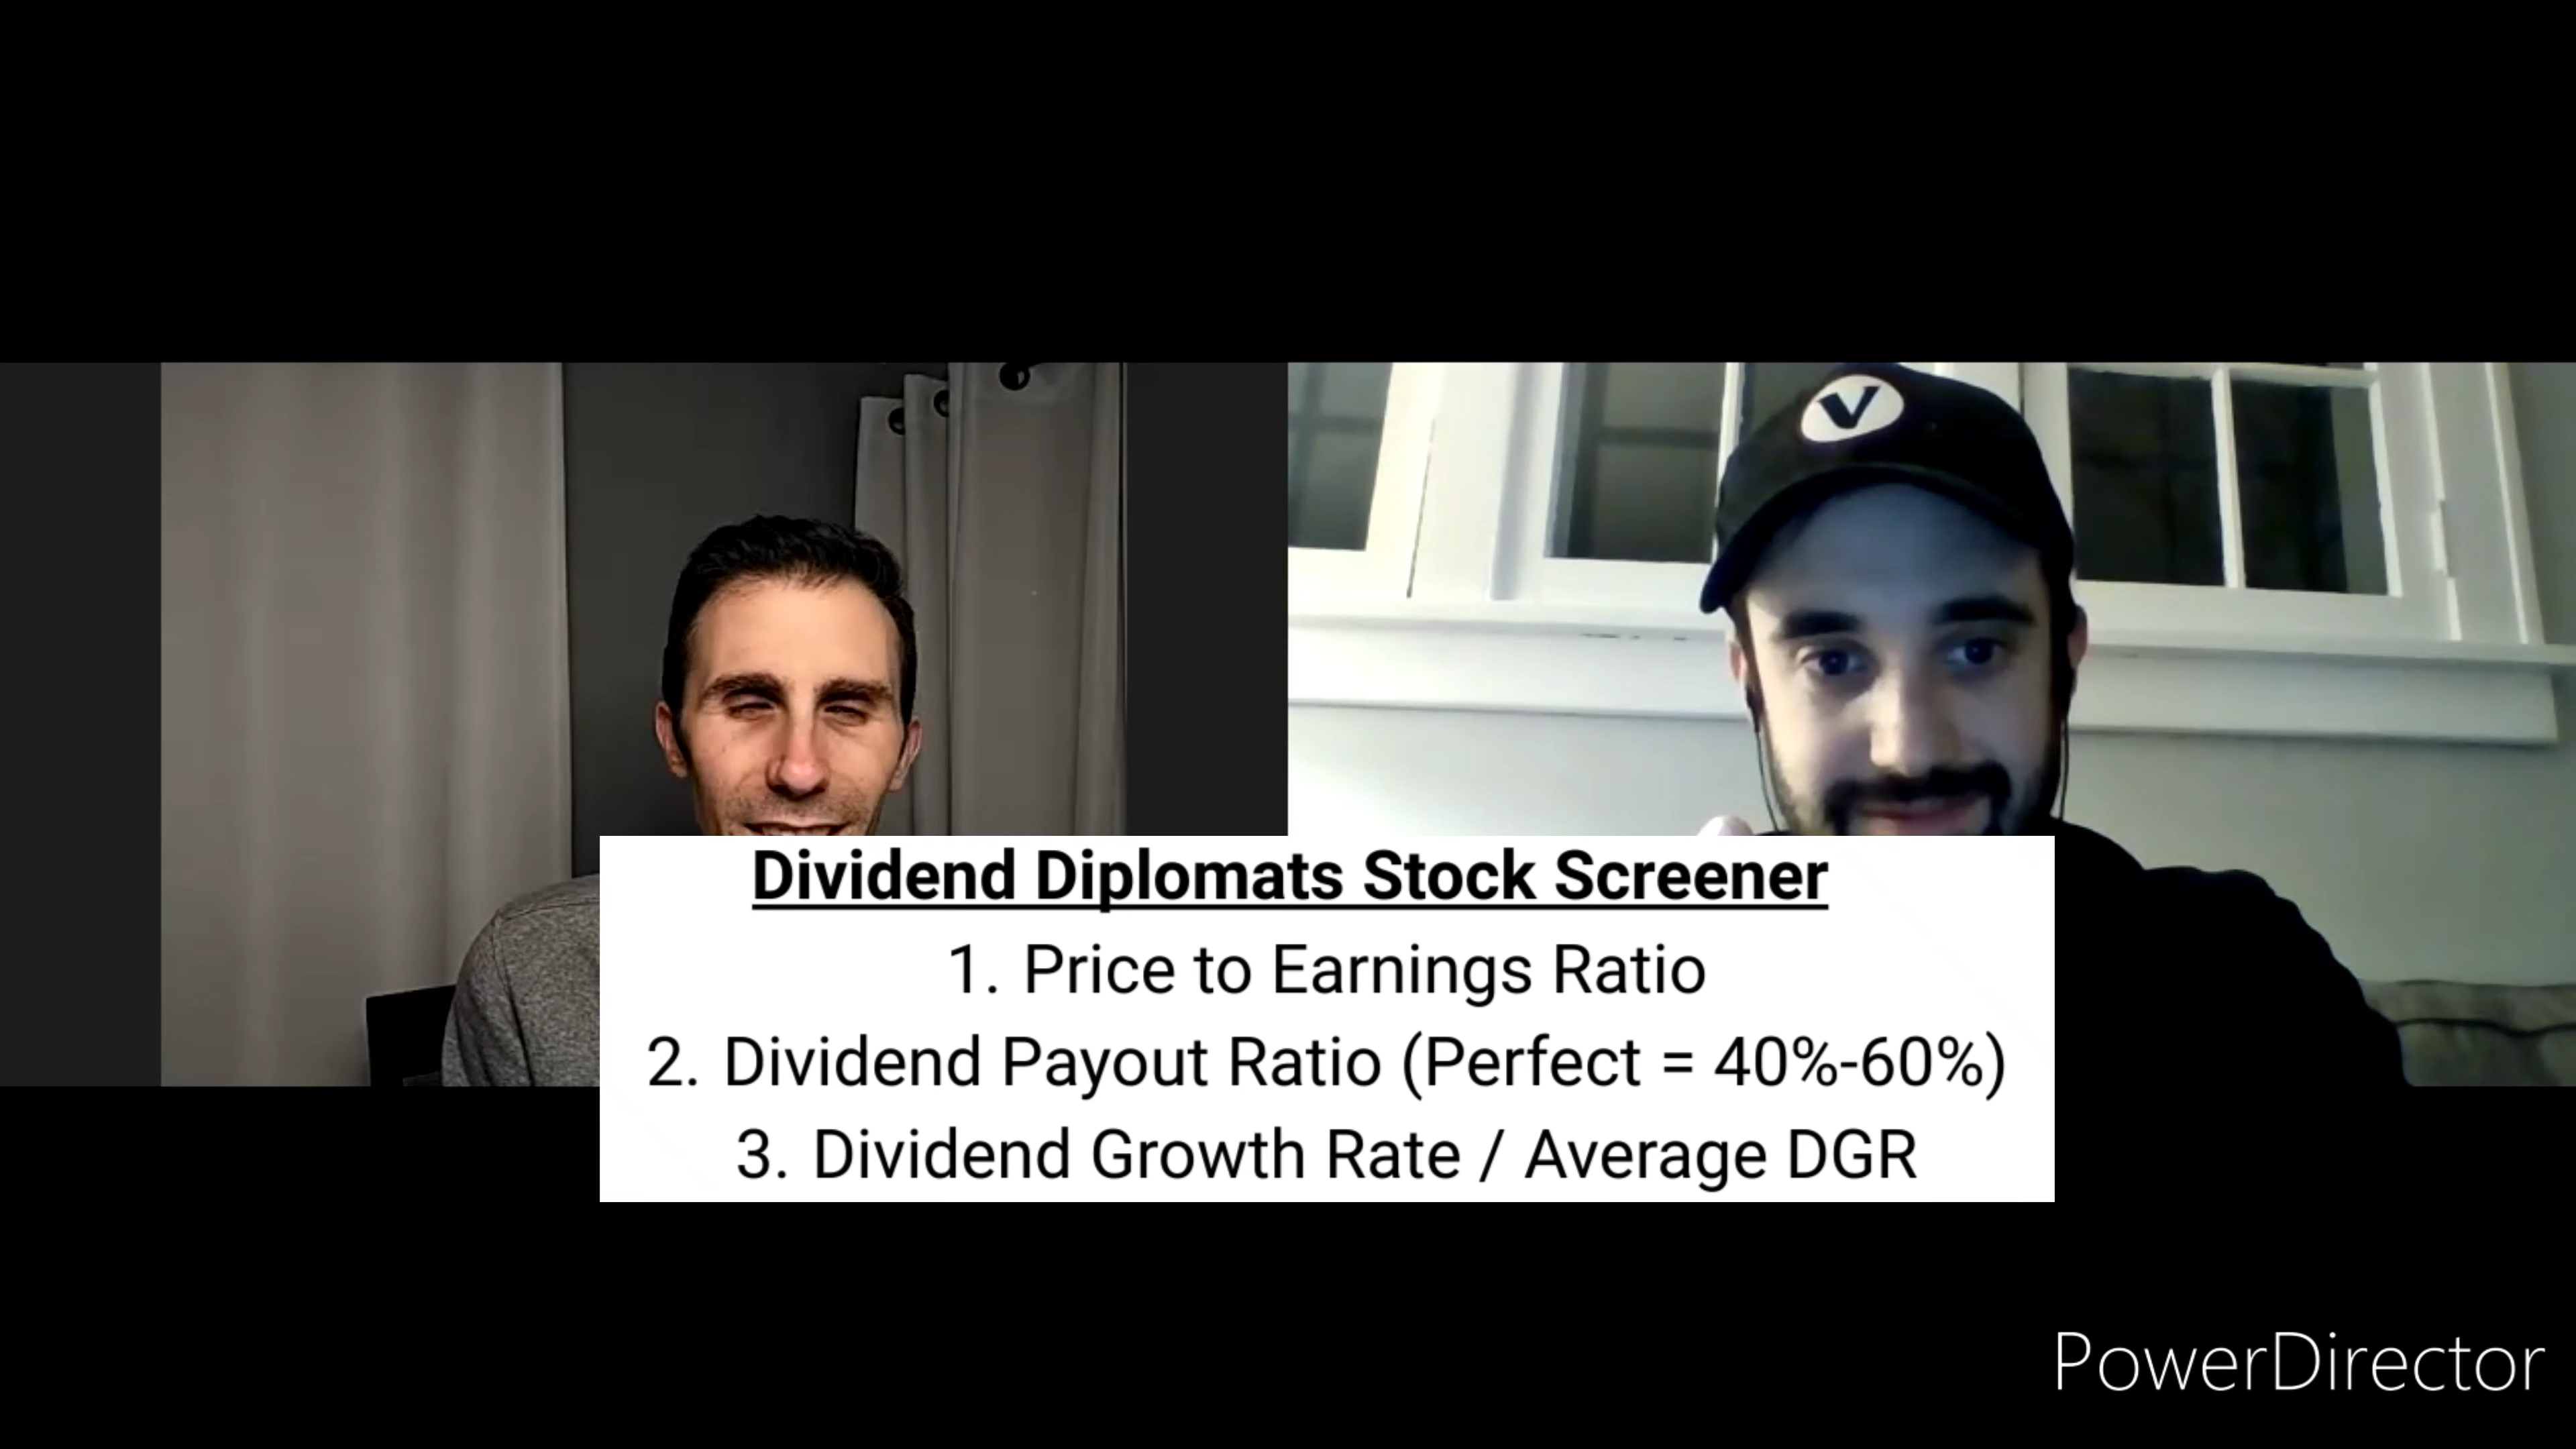 V
Dividend Diplomats Stock Screener
1. Price to Earnings Ratio
2. Dividend Payout Ratio (Perfect = 40%-60%)
3. Dividend Growth Rate / Average DGR
PowerDirector